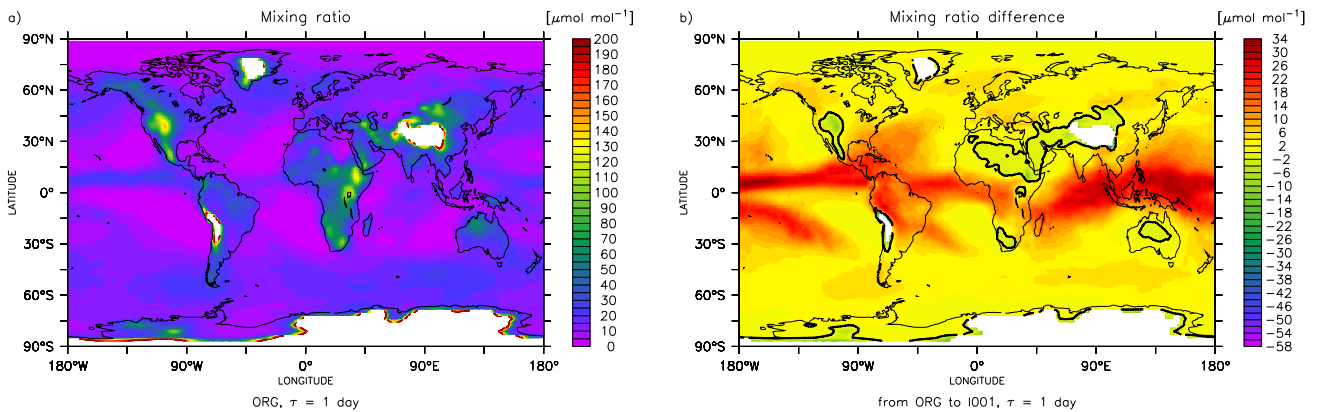 a)
Mixing ratio
[μmol mol⁻¹]
90°N
60°N
30°N
0°
30°S
60°S
90°S
LATITUDE
180°W
90°W
0°
90°E
180°E
LONGITUDE
200
190
180
170
160
150
140
130
120
110
100
90
80
70
60
50
40
30
20
10
0
ORG, τ = 1 day
b)
Mixing ratio difference
[μmol mol⁻¹]
90°N
60°N
30°N
0°
30°S
60°S
90°S
LATITUDE
180°W
90°W
0°
90°E
180°E
LONGITUDE
34
30
26
22
18
14
10
6
2
−2
−6
−10
−14
−18
−22
−26
−30
−34
−38
−42
−46
−50
−54
−58
from ORG to I001, τ = 1 day